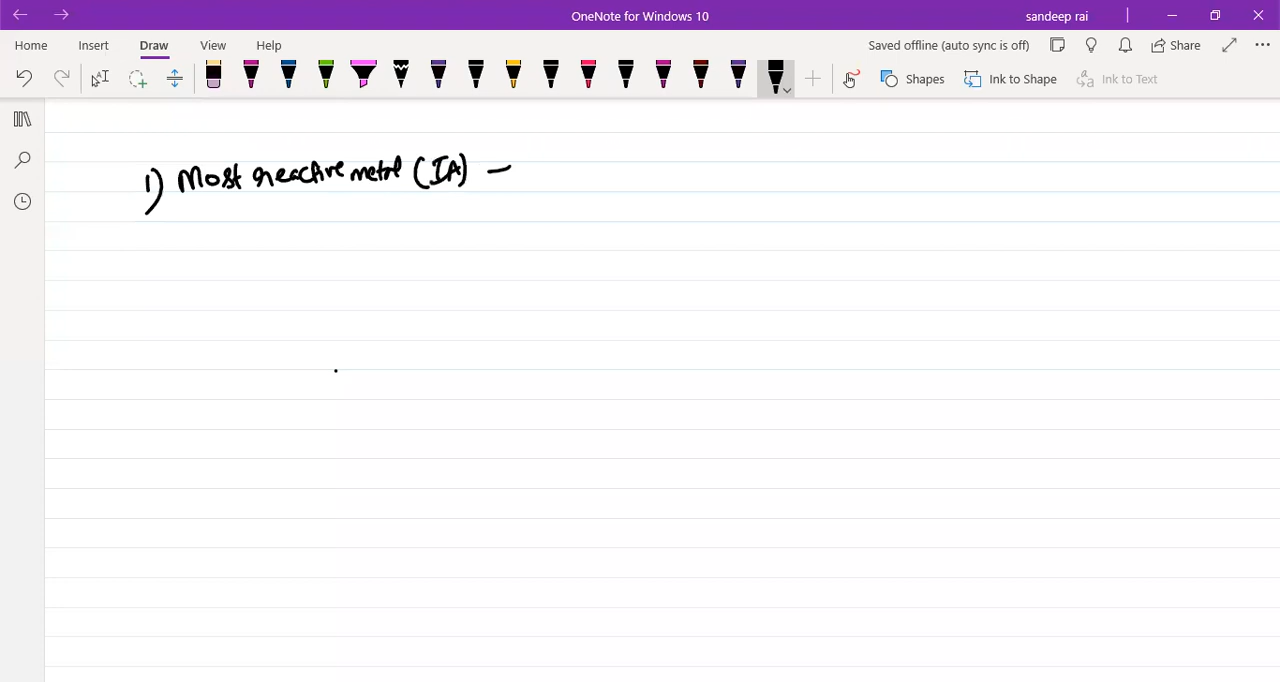 OneNote for Windows 10
sandeep rai
Home Insert Draw View Help
Saved offline (auto sync is off)
Share
Shapes
Ink to Shape
Ink to Text
1) Most reactive metal (IA) –